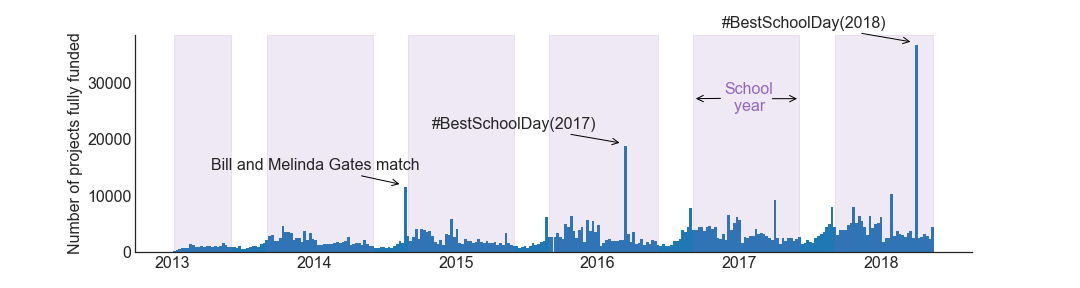 #BestSchoolDay(2018)
Number of projects fully funded
30000
20000
10000
0
School
year
#BestSchoolDay(2017)
Bill and Melinda Gates match
2013 2014 2015 2016 2017 2018